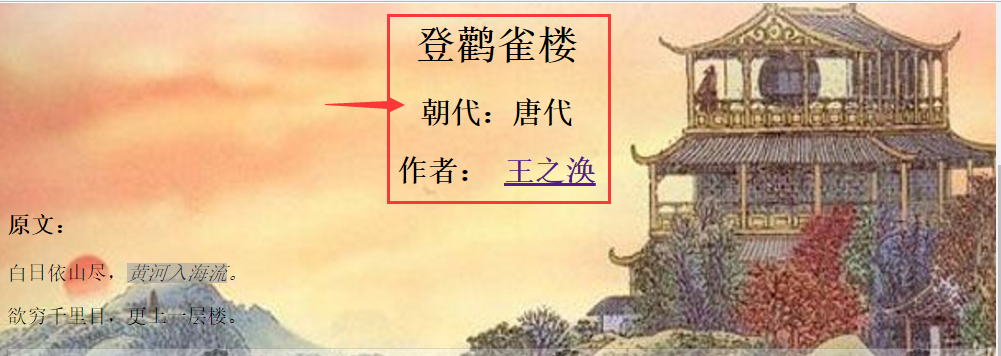 登鹳雀楼
朝代：唐代
作者： 王之涣
原文：
白日依山尽，黄河入海流。
欲穷千里目，更上一层楼。